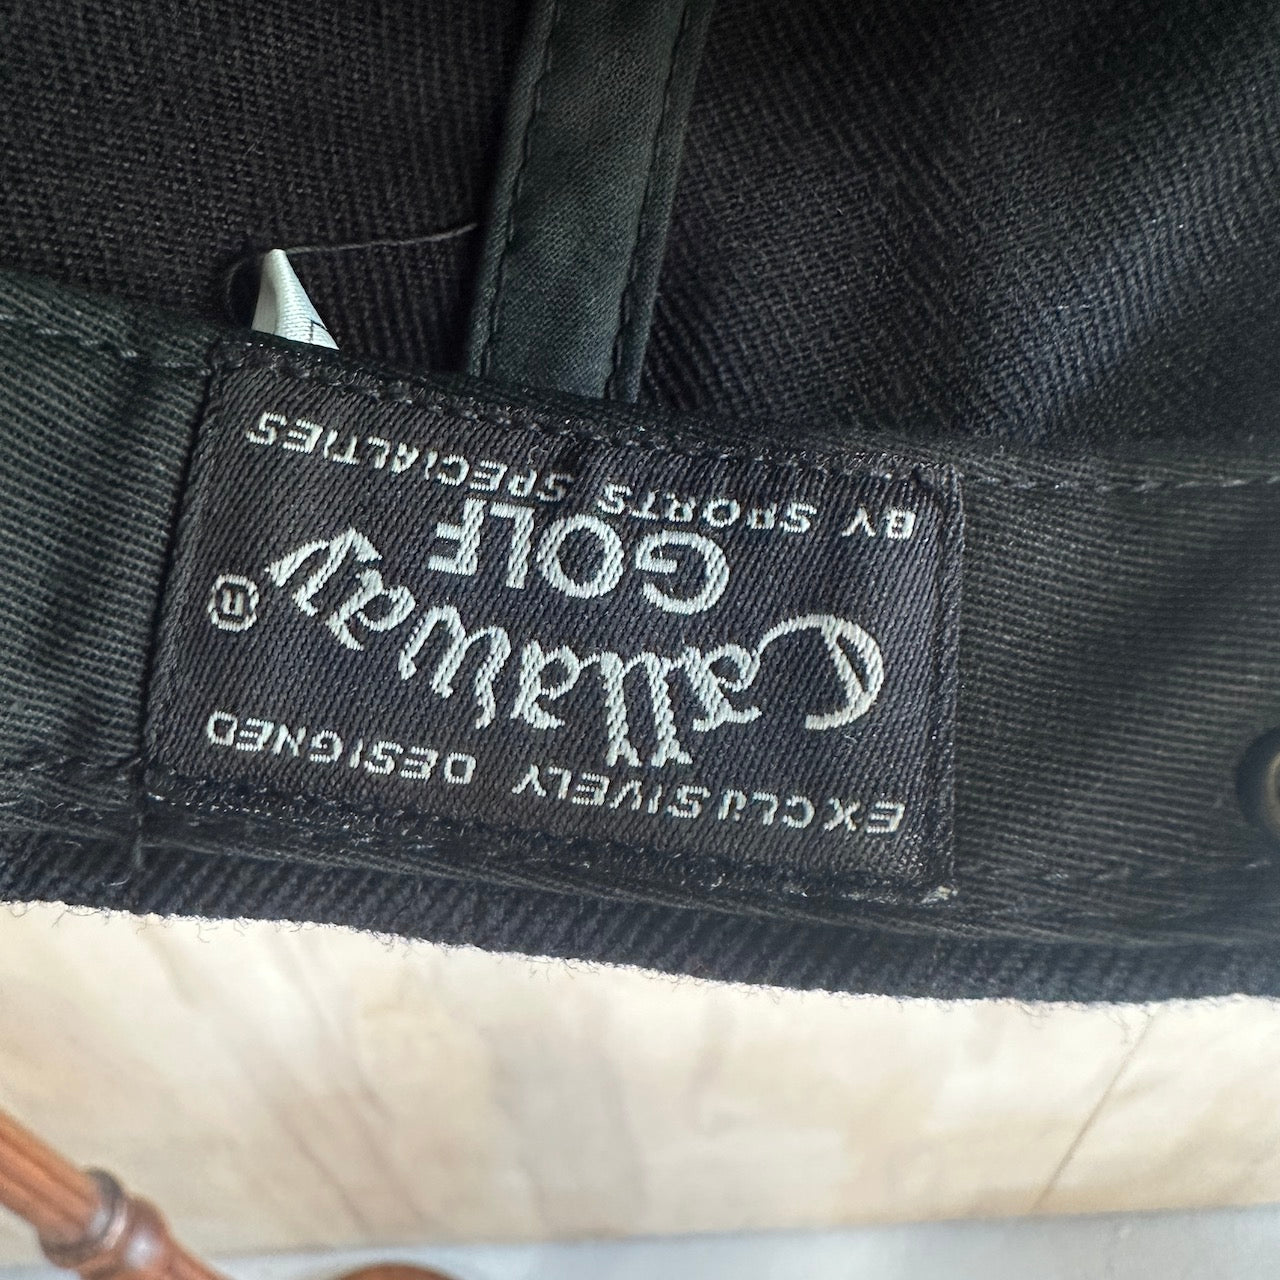 EXCLUSIVELY DESIGNED
Callaway®
GOLF
BY SPORTS SPECIALTIES